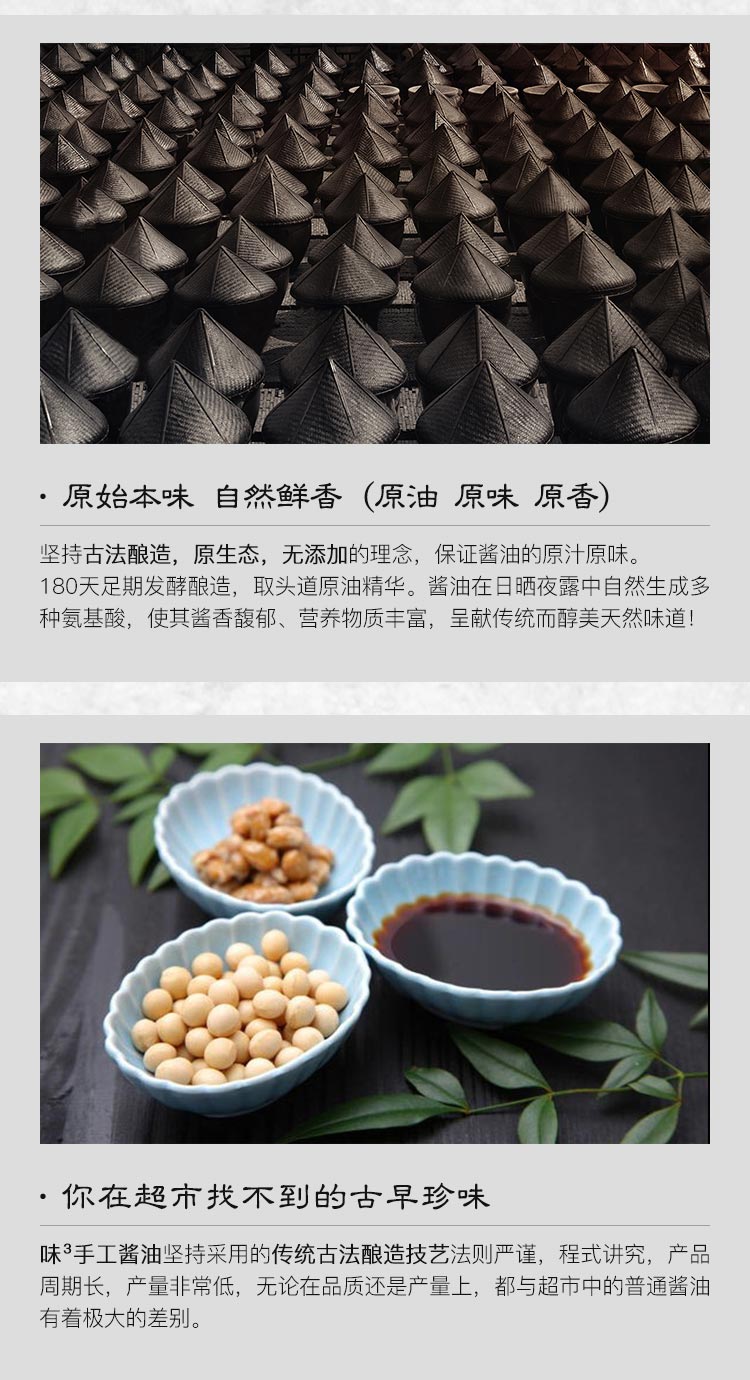 · 原始本味 自然鲜香（原油 原味 原香）
坚持古法酿造，原生态，无添加的理念，保证酱油的原汁原味。
180天足期发酵酿造，取头道原油精华。酱油在日晒夜露中自然生成多
种氨基酸，使其酱香馥郁、营养物质丰富，呈献传统而醇美天然味道！
· 你在超市找不到的古早珍味
味³手工酱油坚持采用的传统古法酿造技艺法则严谨，程式讲究，产品
周期长，产量非常低，无论在品质还是产量上，都与超市中的普通酱油
有着极大的差别。